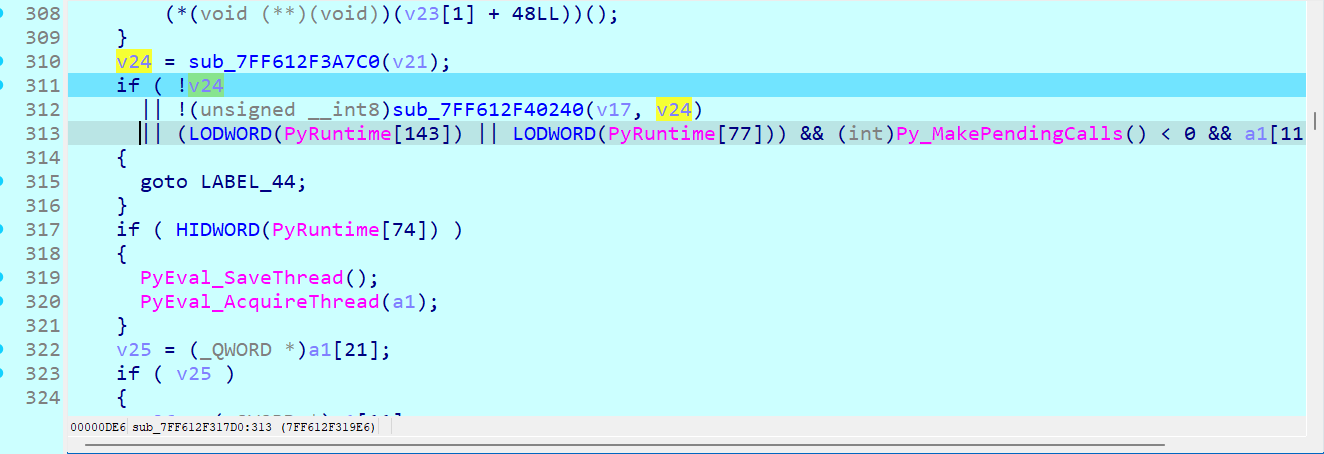 308 (*(void (**)(void))(v23[1] + 48LL))();
309 }
310 v24 = sub_7FF612F3A7C0(v21);
311 if ( !v24
312 || !(unsigned __int8)sub_7FF612F40240(v17, v24)
313 || (LODWORD(PyRuntime[143]) || LODWORD(PyRuntime[77])) && (int)Py_MakePendingCalls() < 0 && a1[11
314 {
315 goto LABEL_44;
316 }
317 if ( HIDWORD(PyRuntime[74]) )
318 {
319 PyEval_SaveThread();
320 PyEval_AcquireThread(a1);
321 }
322 v25 = (_QWORD *)a1[21];
323 if ( v25 )
324 {
00000DE6 sub_7FF612F317D0:313 (7FF612F319E6)